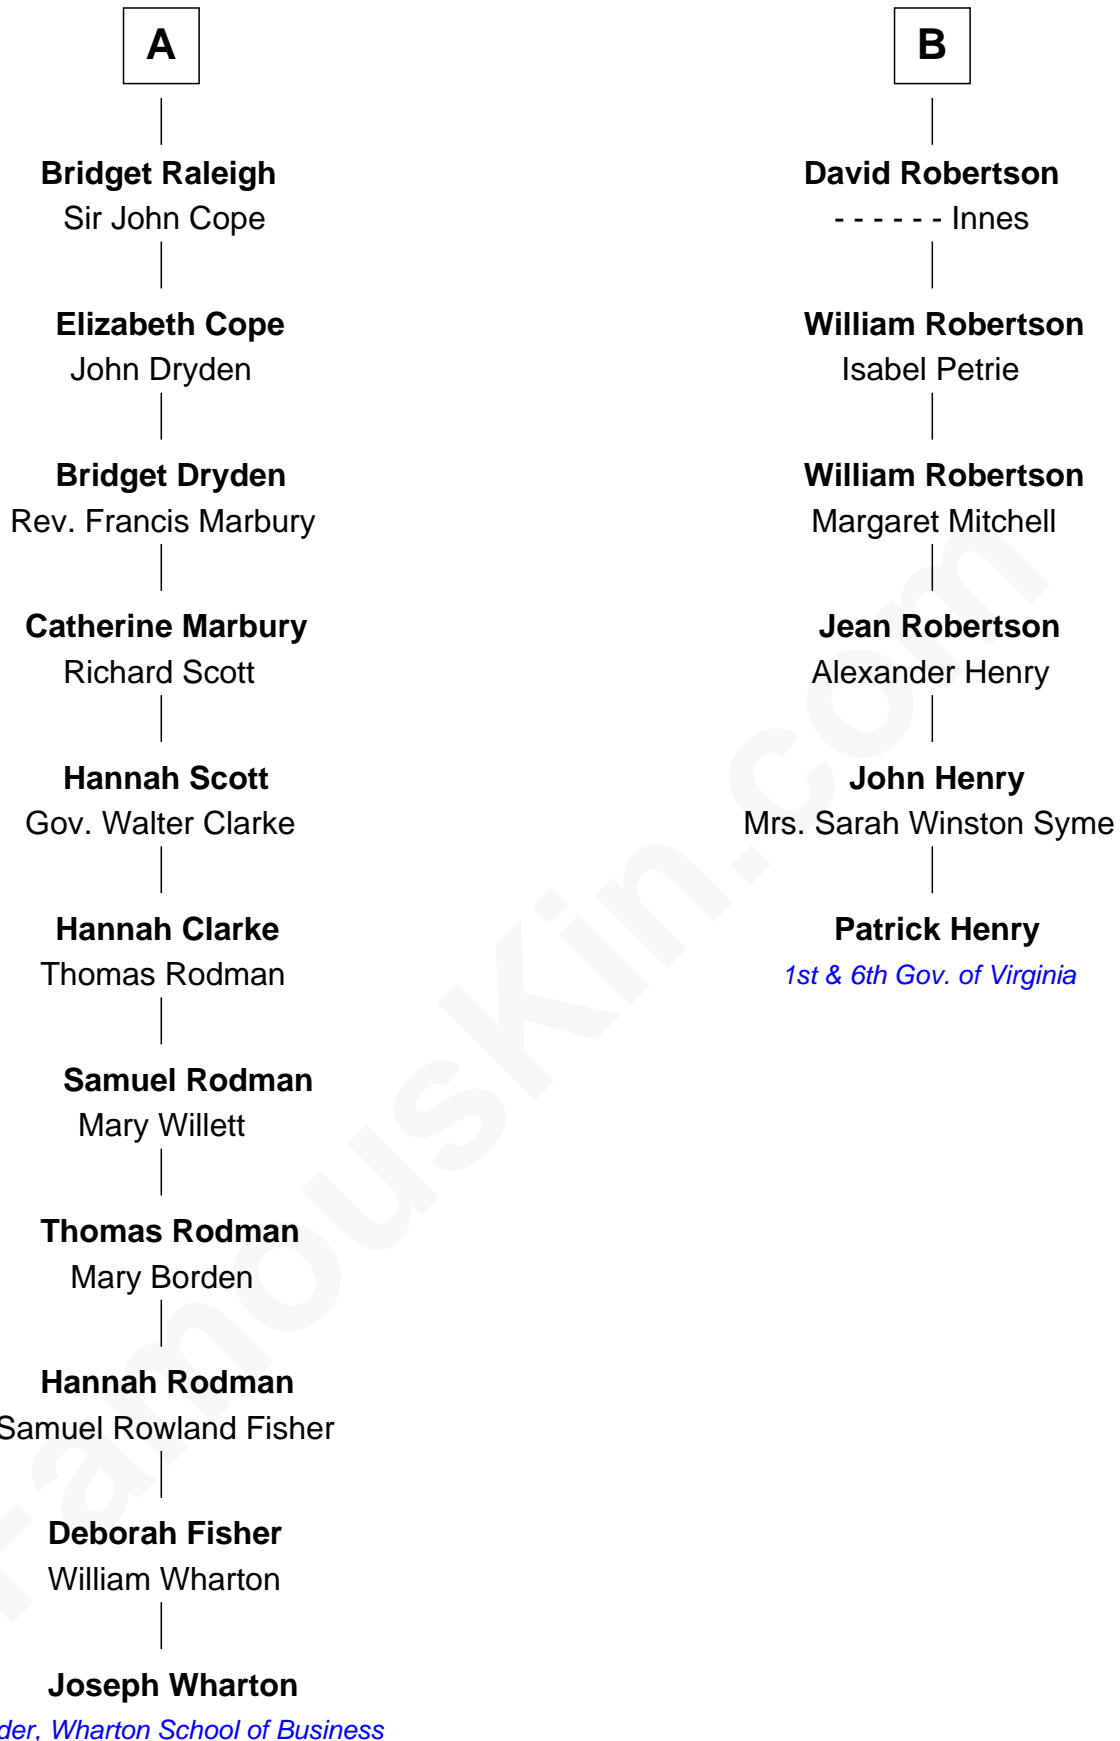 A
Bridget Raleigh
Sir John Cope
Elizabeth Cope
John Dryden
Bridget Dryden
Rev. Francis Marbury
Catherine Marbury
Richard Scott
Hannah Scott
Gov. Walter Clarke
Hannah Clarke
Thomas Rodman
Samuel Rodman
Mary Willett
Thomas Rodman
Mary Borden
Hannah Rodman
Samuel Rowland Fisher
Deborah Fisher
William Wharton
Joseph Wharton
der, Wharton School of Business
B
David Robertson
- - - - - - Innes
William Robertson
Isabel Petrie
William Robertson
Margaret Mitchell
Jean Robertson
Alexander Henry
John Henry
Mrs. Sarah Winston Syme
Patrick Henry
1st & 6th Gov. of Virginia
FamousKin.com